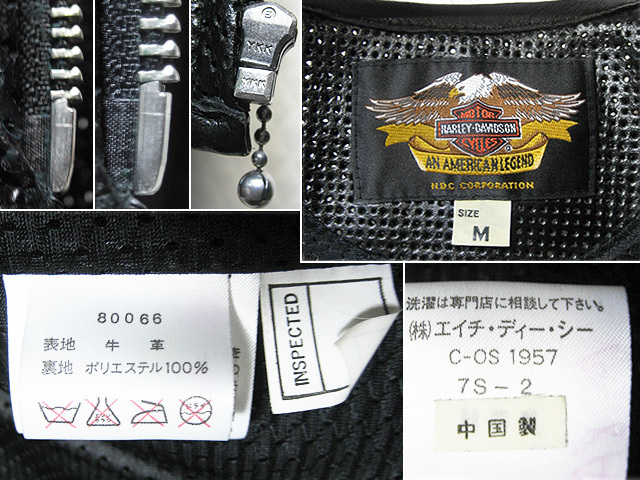 YKK
YKK
MOTOR
HARLEY-DAVIDSON
CYCLES
AN AMERICAN LEGEND
H.D.C. CORPORATION
SIZE
M
80066
表地 牛革
裏地 ポリエステル100%
INSPECTED
洗濯は専門店に相談して下さい。
(株)エイチ・ディー・シー
C-OS 1957
7S-2
中国製